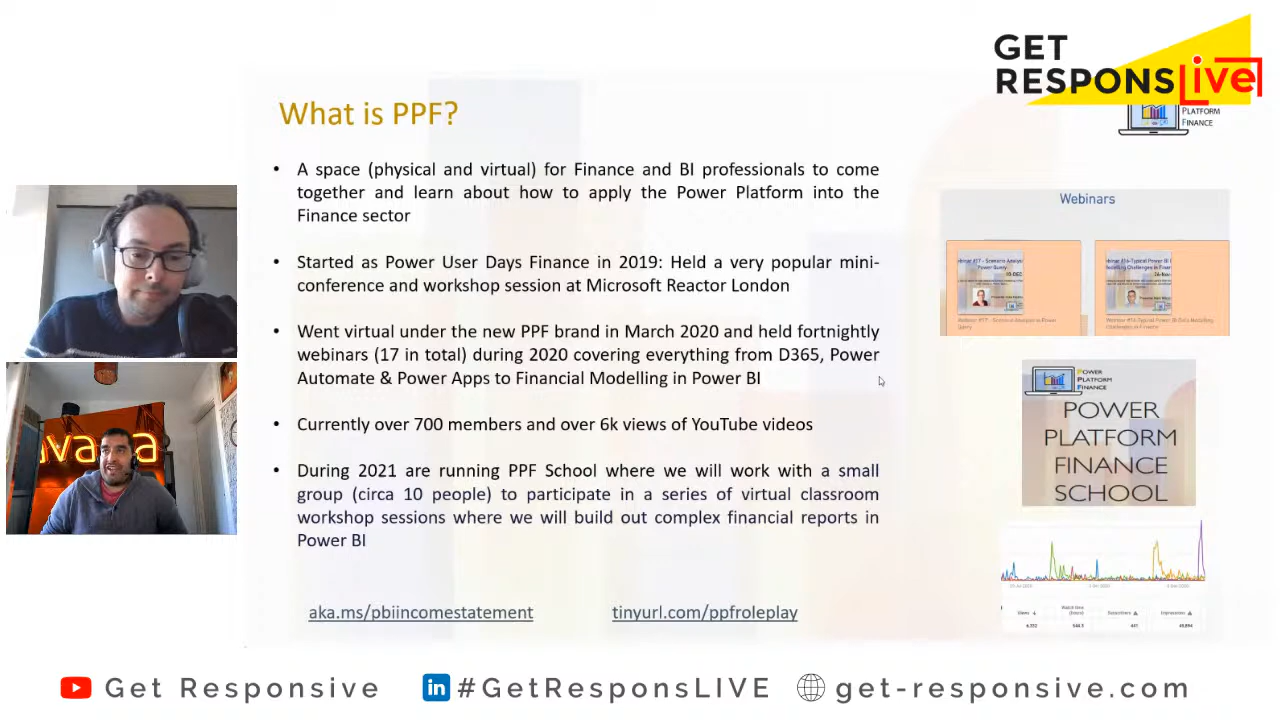 GET
RESPONSLive
What is PPF?
PLATFORM
FINANCE
• A space (physical and virtual) for Finance and BI professionals to come
together and learn about how to apply the Power Platform into the
Finance sector
Webinars
• Started as Power User Days Finance in 2019: Held a very popular mini-
conference and workshop session at Microsoft Reactor London
• Went virtual under the new PPF brand in March 2020 and held fortnightly
webinars (17 in total) during 2020 covering everything from D365, Power
Automate & Power Apps to Financial Modelling in Power BI
• Currently over 700 members and over 6k views of YouTube videos
• During 2021 are running PPF School where we will work with a small
group (circa 10 people) to participate in a series of virtual classroom
workshop sessions where we will build out complex financial reports in
Power BI
POWER
PLATFORM
FINANCE
POWER
PLATFORM
FINANCE
SCHOOL
aka.ms/pbiincomestatement
tinyurl.com/ppfroleplay
Get Responsive
in #GetResponsLIVE
get-responsive.com